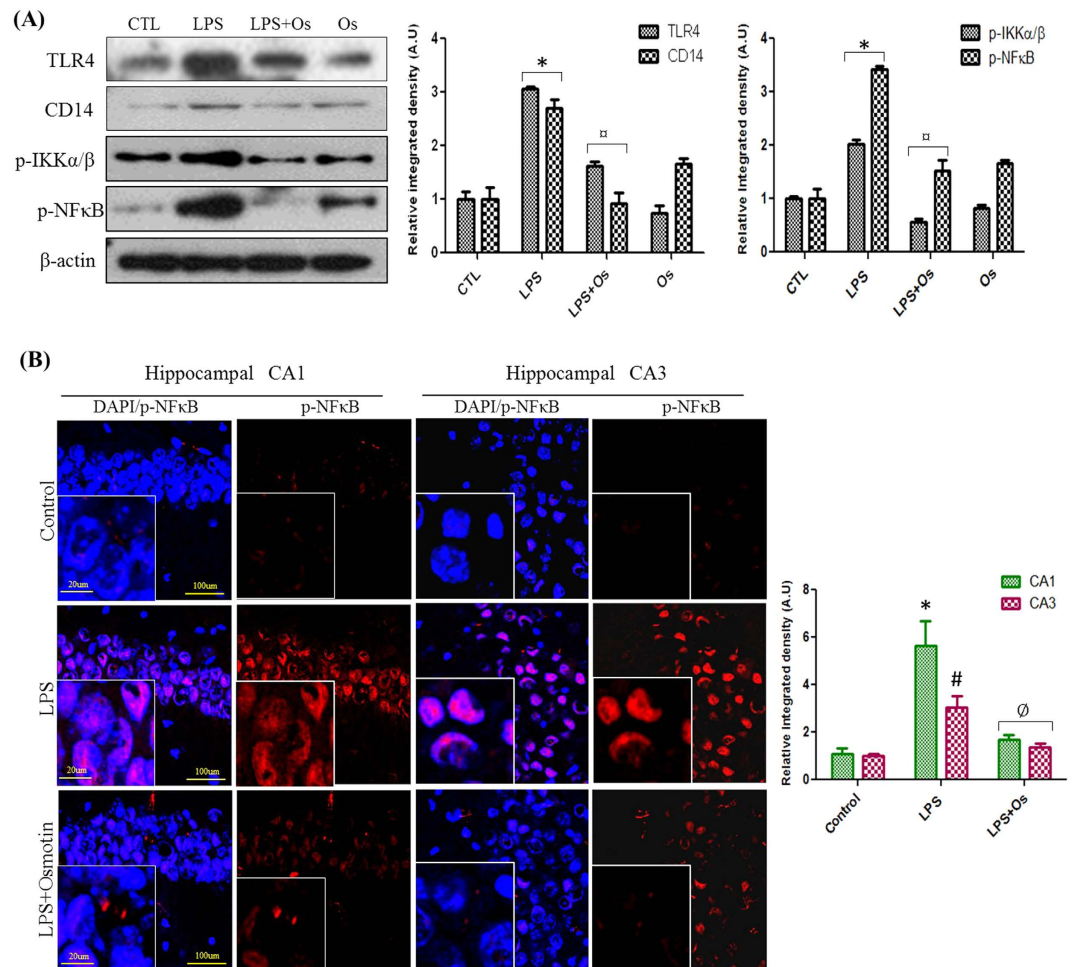 (A)
CTL LPS LPS+Os Os
TLR4
CD14
p-IKKα/β
p-NFκB
β-actin
Relative integrated density (A.U)
4
3
2
1
0
*
¤
TLR4
CD14
CTL
LPS
LPS+Os
Os
Relative Integrated density (A.U)
4
3
2
1
0
*
¤
p-IKKα/β
p-NFκB
CTL
LPS
LPS+Os
Os
(B)
Hippocampal CA1
Hippocampal CA3
DAPI/p-NFκB
p-NFκB
DAPI/p-NFκB
p-NFκB
Control
20um
100um
LPS
20um
100um
LPS+Osmotin
20um
100um
Relative Integrated density (A.U)
8
6
4
2
0
*
#
Ø
CA1
CA3
Control
LPS
LPS+Os